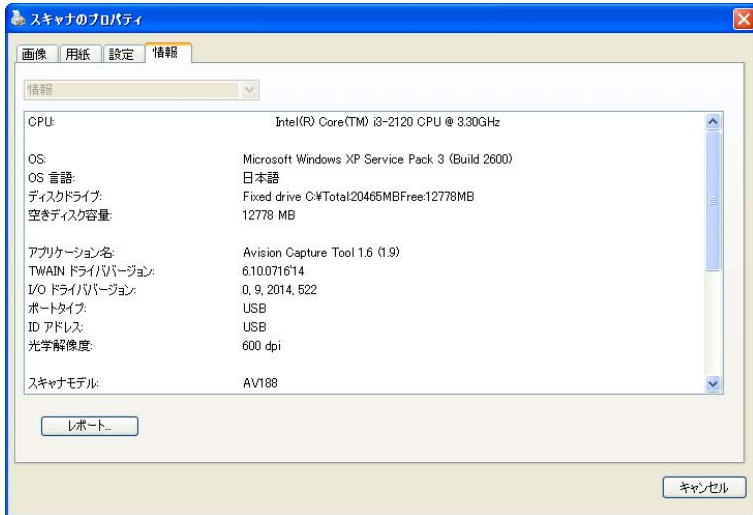 スキャナのプロパティ
画像 用紙 設定 情報
情報
CPU: Intel(R) Core(TM) i3-2120 CPU @ 3.30GHz
OS: Microsoft Windows XP Service Pack 3 (Build 2600)
OS 言語: 日本語
ディスクドライブ: Fixed drive C:¥Total:20465MBFree:12778MB
空きディスク容量: 12778 MB
アプリケーション名: Avision Capture Tool 1.6 (1.9)
TWAIN ドライババージョン: 6.10.0716'14
I/O ドライババージョン: 0, 9, 2014, 522
ポートタイプ: USB
ID アドレス: USB
光学解像度: 600 dpi
スキャナモデル: AV188
レポート...
キャンセル